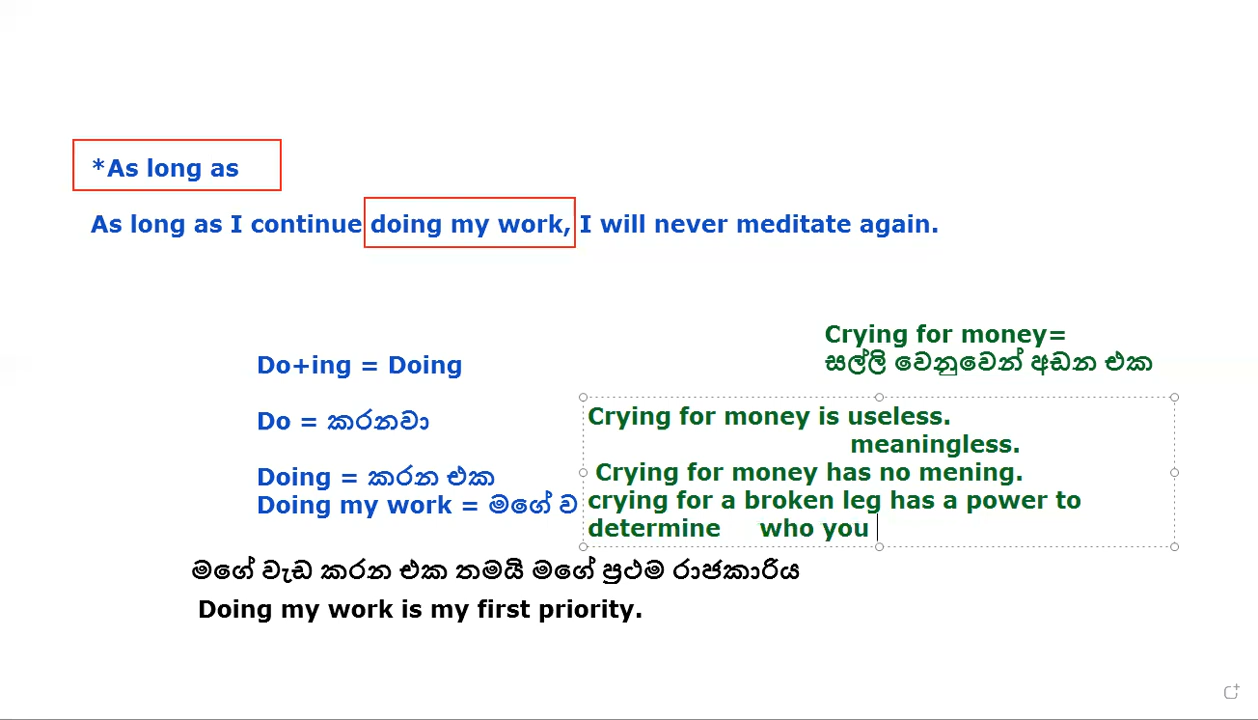 *As long as
As long as I continue doing my work, I will never meditate again.
Crying for money=
සල්ලි වෙනුවෙන් අඩන එක
Do+ing = Doing
Do = කරනවා
Doing = කරන එක
Doing my work = මගේ ව
Crying for money is useless.
meaningless.
Crying for money has no mening.
crying for a broken leg has a power to
determine who you
මගේ වැඩ කරන එක තමයි මගේ ප්‍රථම රාජකාරිය
Doing my work is my first priority.